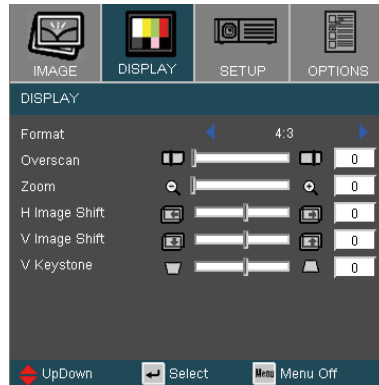 IMAGE DISPLAY SETUP OPTIONS
DISPLAY
Format 4:3
Overscan 0
Zoom 0
H Image Shift 0
V Image Shift 0
V Keystone 0
UpDown Select Menu Menu Off